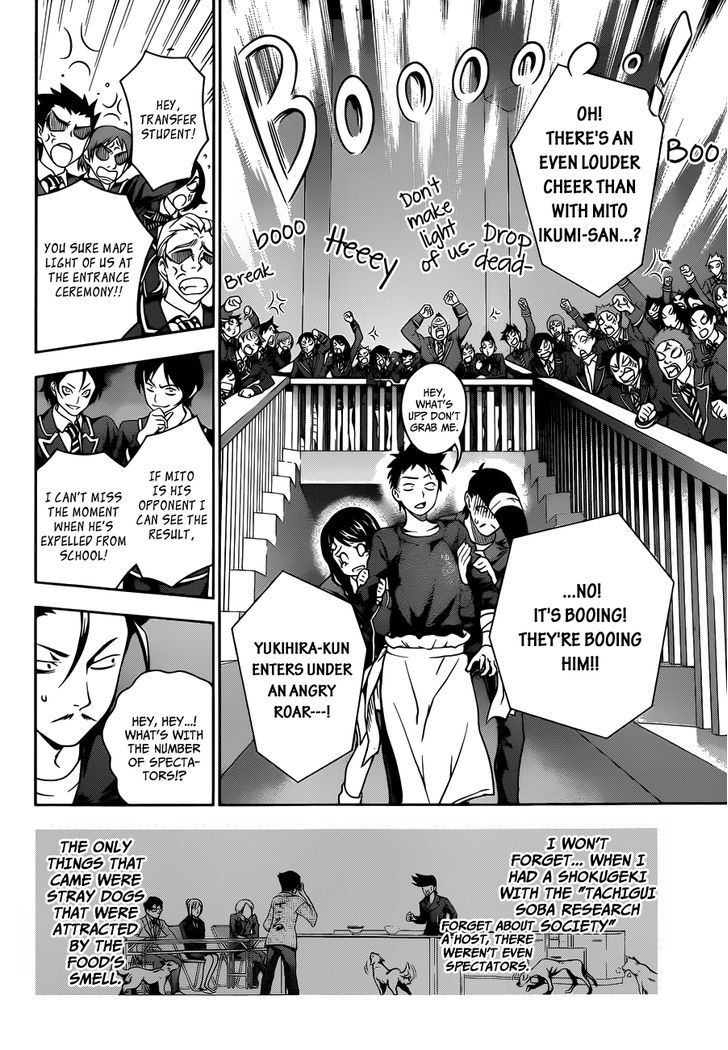 Booooo!
OH!
THERE'S AN
EVEN LOUDER
CHEER THAN
WITH MITO
IKUMI-SAN...?
BOO
Drop
dead-
Don't
make
light
of us-
Heeey
booo
Break
HEY,
WHAT'S
UP? DON'T
GRAB ME.
...NO!
IT'S BOOING!
THEY'RE BOOING
HIM!!
YUKIHIRA-KUN
ENTERS UNDER
AN ANGRY
ROAR---!
HEY,
TRANSFER
STUDENT!
YOU SURE MADE
LIGHT OF US AT
THE ENTRANCE
CEREMONY!!
IF MITO
IS HIS
OPPONENT I
CAN SEE THE
RESULT,
I CAN'T MISS
THE MOMENT
WHEN HE'S
EXPELLED FROM
SCHOOL!
HEY, HEY...!
WHAT'S WITH
THE NUMBER
OF SPECTA-
TORS!?
I WON'T
FORGET... WHEN I
HAD A SHOKUGEKI
WITH THE "TACHIGUI
SOBA RESEARCH
SOCIETY"
FORGET ABOUT
A HOST, THERE
WEREN'T EVEN
SPECTATORS.
THE ONLY
THINGS THAT
CAME WERE
STRAY DOGS
THAT WERE
ATTRACTED
BY THE
FOOD'S
SMELL.